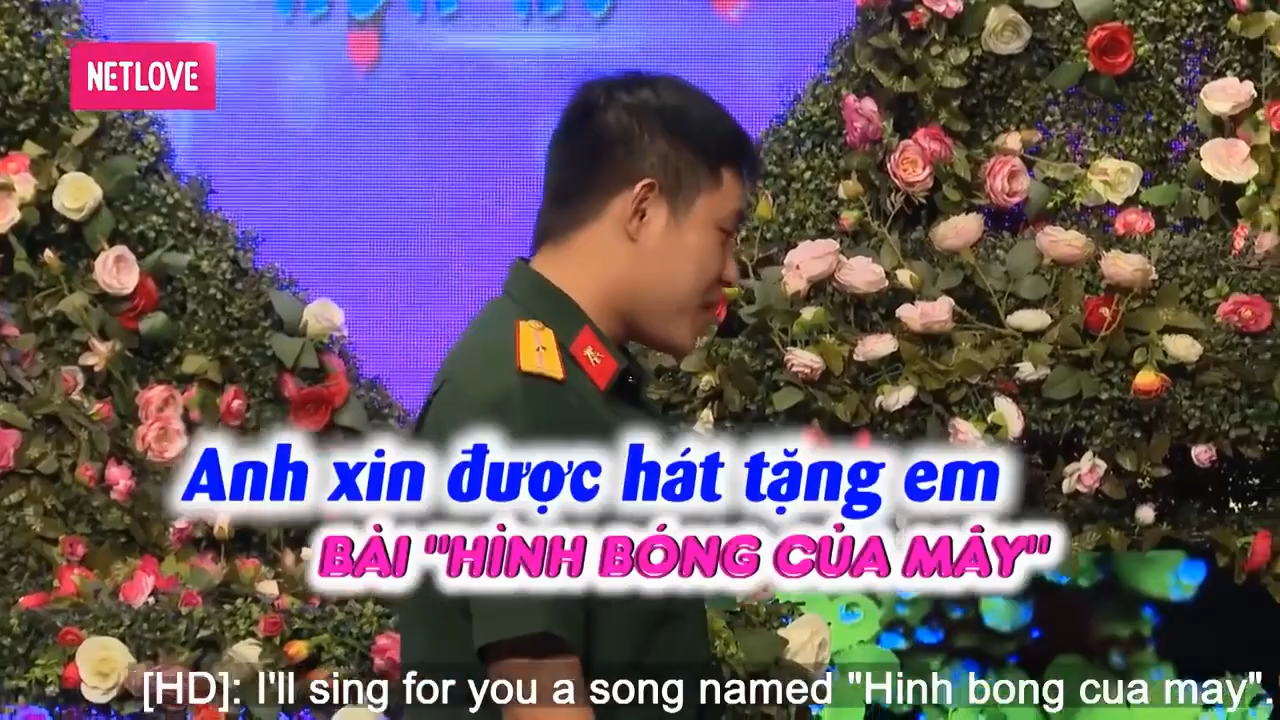 NETLOVE
Anh xin được hát tặng em
BÀI "HÌNH BÓNG CỦA MÂY"
[HD]: I'll sing for you a song named "Hinh bong cua may".